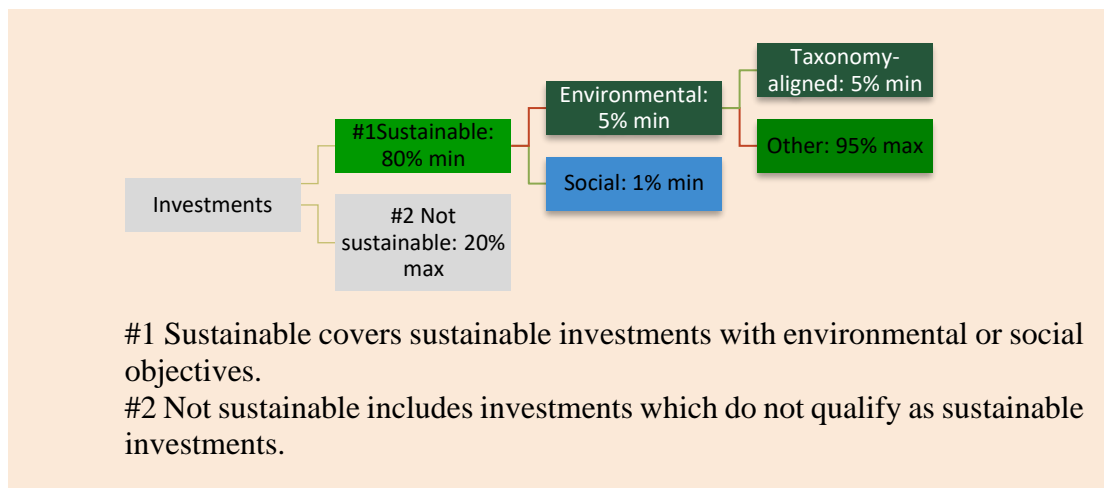 Investments
#1Sustainable:
80% min
#2 Not
sustainable: 20%
max
Environmental:
5% min
Social: 1% min
Taxonomy-
aligned: 5% min
Other: 95% max
#1 Sustainable covers sustainable investments with environmental or social
objectives.
#2 Not sustainable includes investments which do not qualify as sustainable
investments.